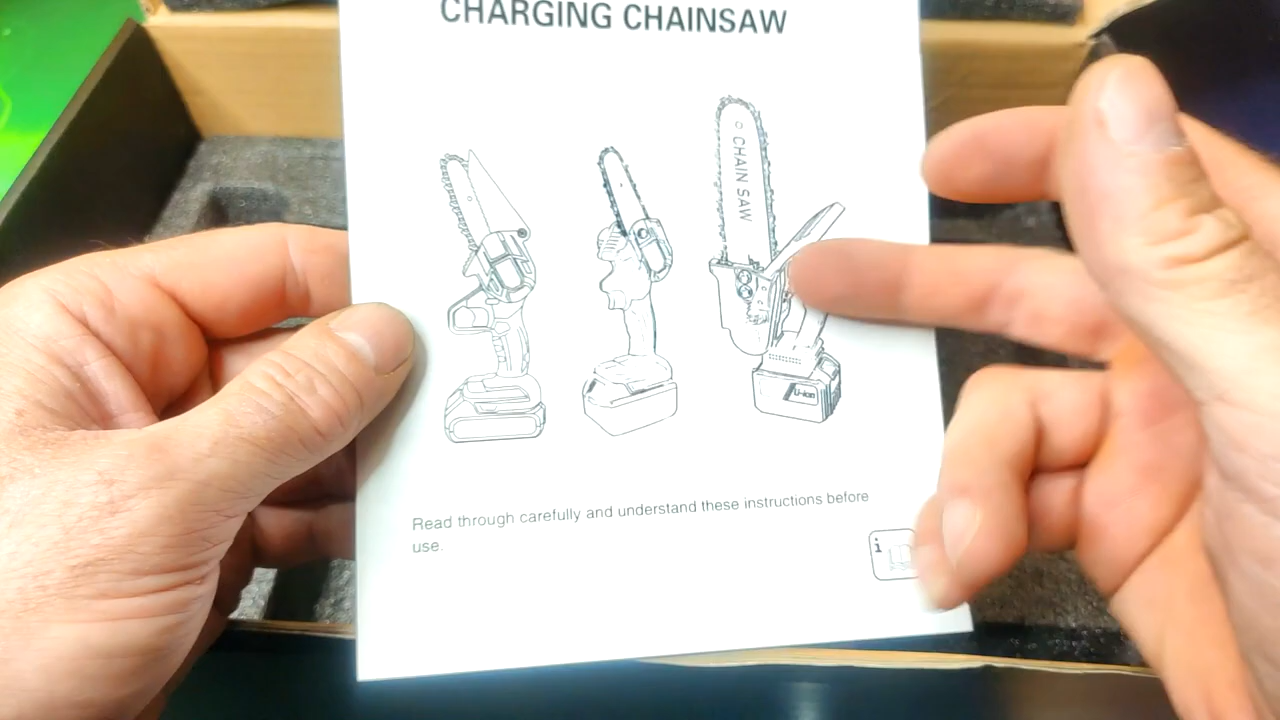 CHARGING CHAINSAW
CHAIN SAW
Li-ion
Read through carefully and understand these instructions before
use.
i